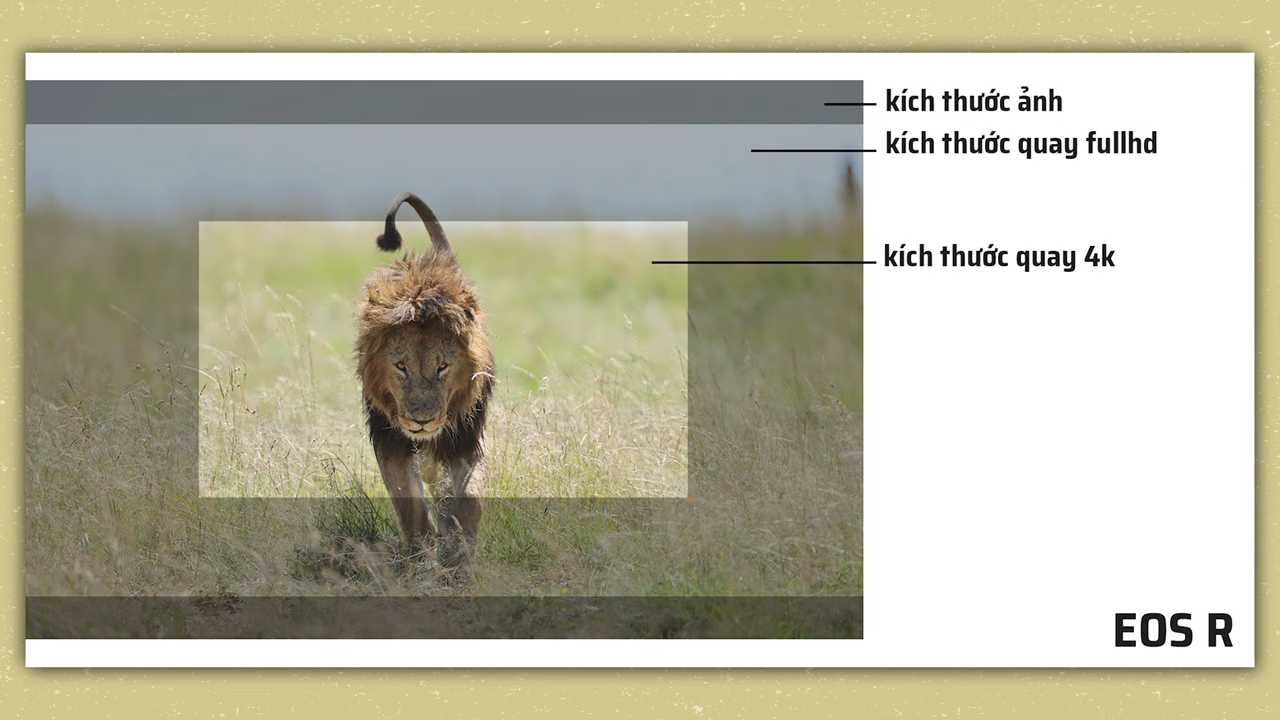 kích thước ảnh
kích thước quay fullhd
kích thước quay 4k
EOS R